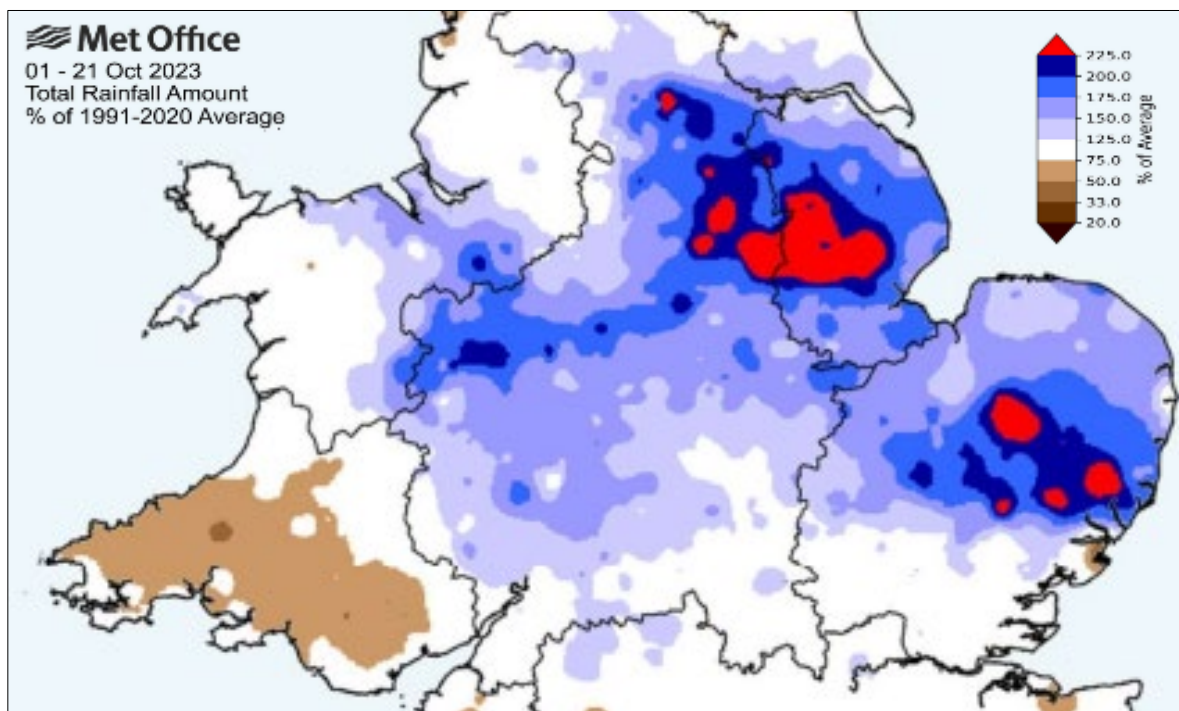 Met Office
01 - 21 Oct 2023
Total Rainfall Amount
% of 1991-2020 Average
225.0
200.0
175.0
150.0
125.0
75.0
50.0
33.0
20.0
% of Average